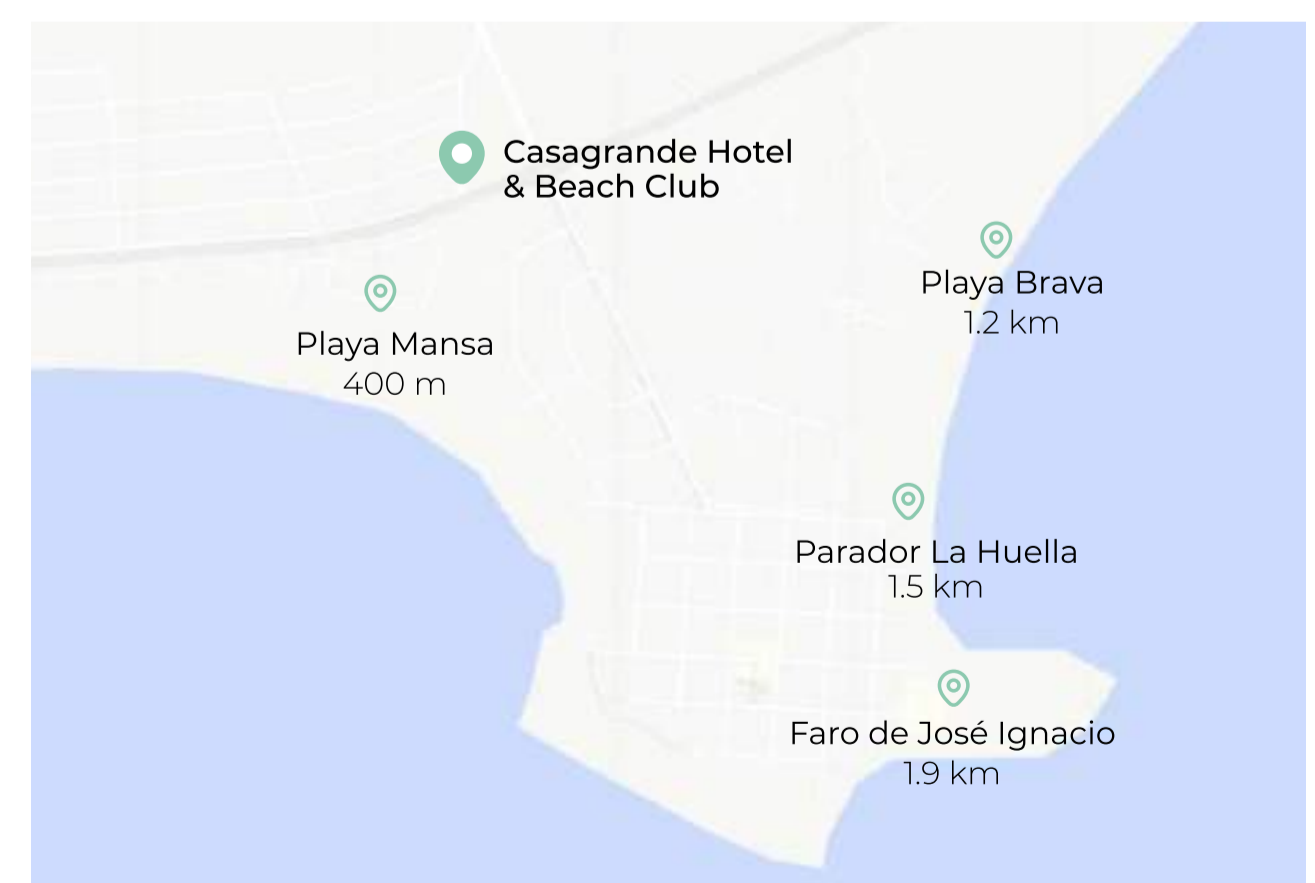 Casagrande Hotel
& Beach Club
Playa Brava
1.2 km
Playa Mansa
400 m
Parador La Huella
1.5 km
Faro de José Ignacio
1.9 km